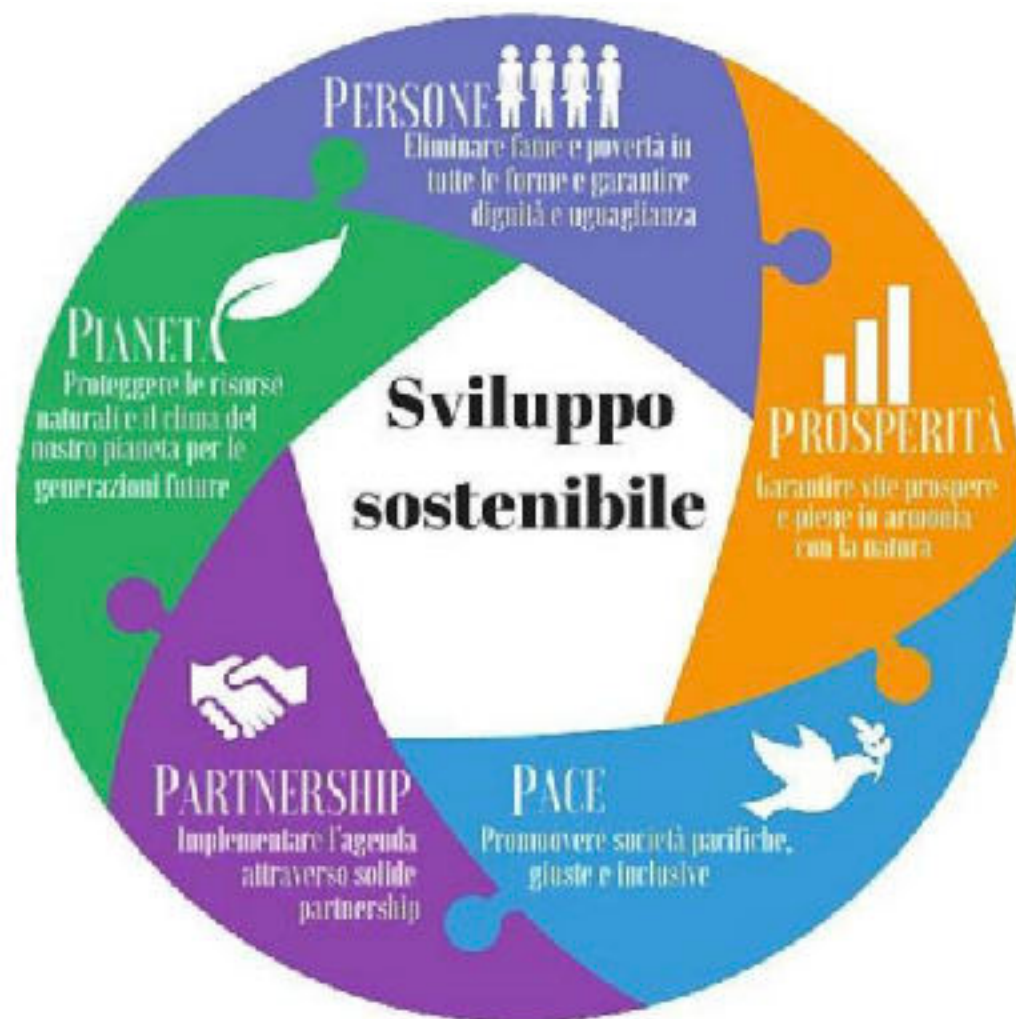 PERSONE
Eliminare fame e povertà in
tutte le forme e garantire
dignità e uguaglianza
PROSPERITÀ
Garantire vite prospere
e piene in armonia
con la natura
PACE
Promuovere società pacifiche,
giuste e inclusive
PARTNERSHIP
Implementare l'agenda
attraverso solide
partnership
PIANETA
Proteggere le risorse
naturali e il clima del
nostro pianeta per le
generazioni future
Sviluppo
sostenibile